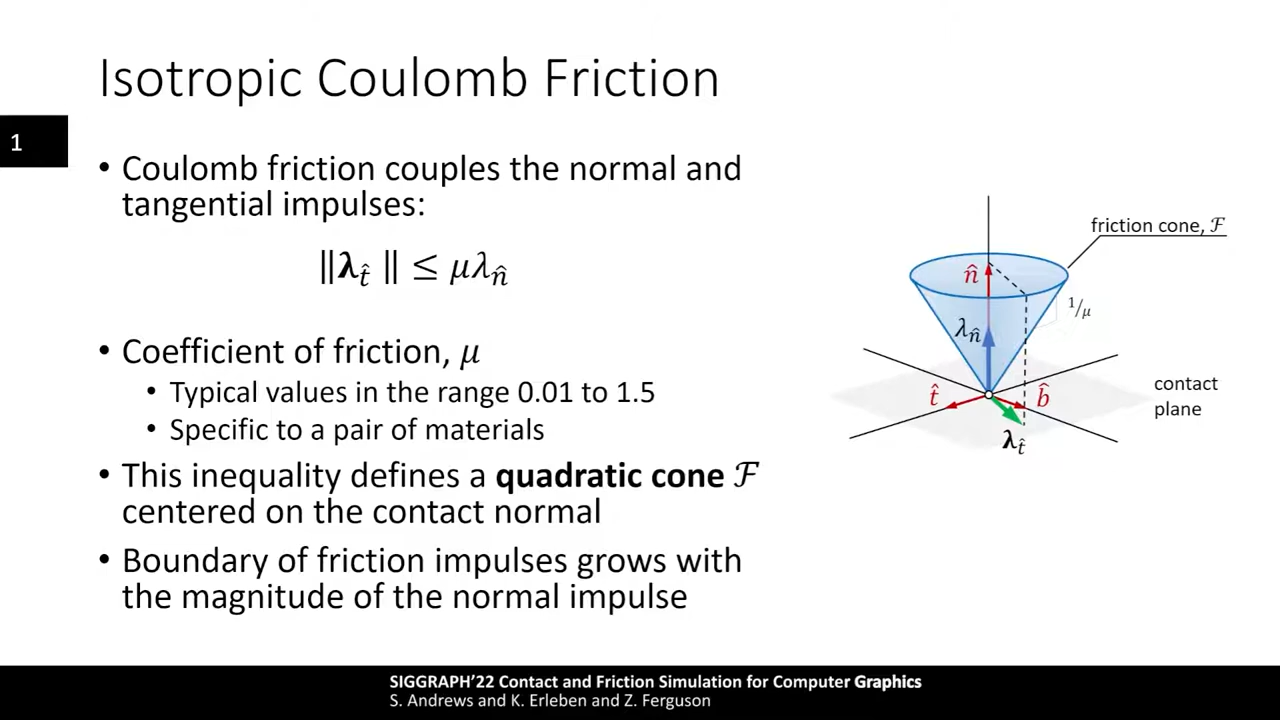 Isotropic Coulomb Friction
1
• Coulomb friction couples the normal and
tangential impulses:
‖𝛌_t̂ ‖ ≤ μλ_n̂
• Coefficient of friction, μ
• Typical values in the range 0.01 to 1.5
• Specific to a pair of materials
• This inequality defines a quadratic cone ℱ
centered on the contact normal
• Boundary of friction impulses grows with
the magnitude of the normal impulse
friction cone, ℱ
n̂
1/μ
λ_n̂
t̂
b̂
𝛌_t̂
contact
plane
SIGGRAPH'22 Contact and Friction Simulation for Computer Graphics
S. Andrews and K. Erleben and Z. Ferguson